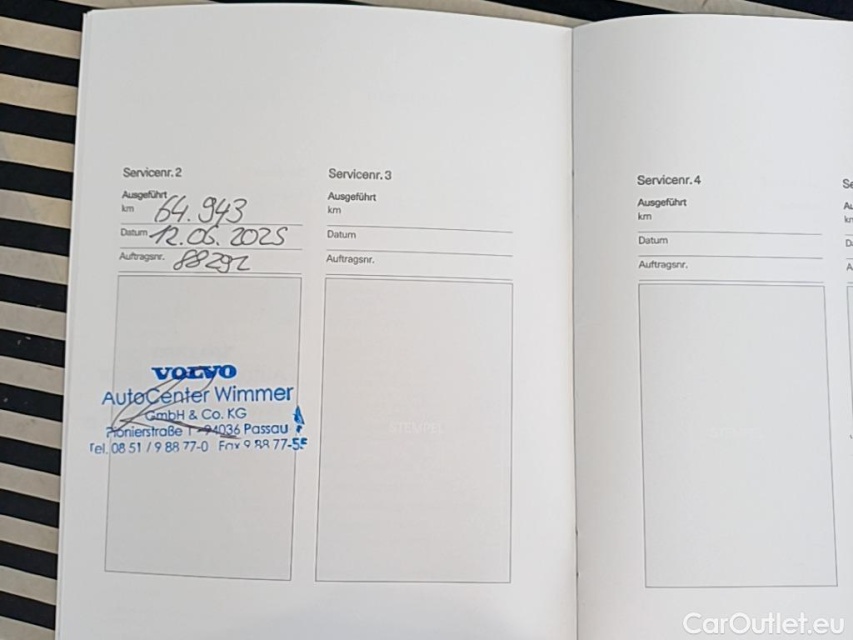 Servicenr. 2
Ausgeführt
km 64.943
Datum 12.05.2025
Auftragsnr. 88292
VOLVO
AutoCenter Wimmer
GmbH & Co. KG
Pionierstraße 1 - 94036 Passau
Tel. 08 51 / 9 88 77-0 Fax 9 88 77-55
Servicenr. 3
Ausgeführt
km
Datum
Auftragsnr.
STEMPEL
Servicenr. 4
Ausgeführt
km
Datum
Auftragsnr.
CarOutlet.eu